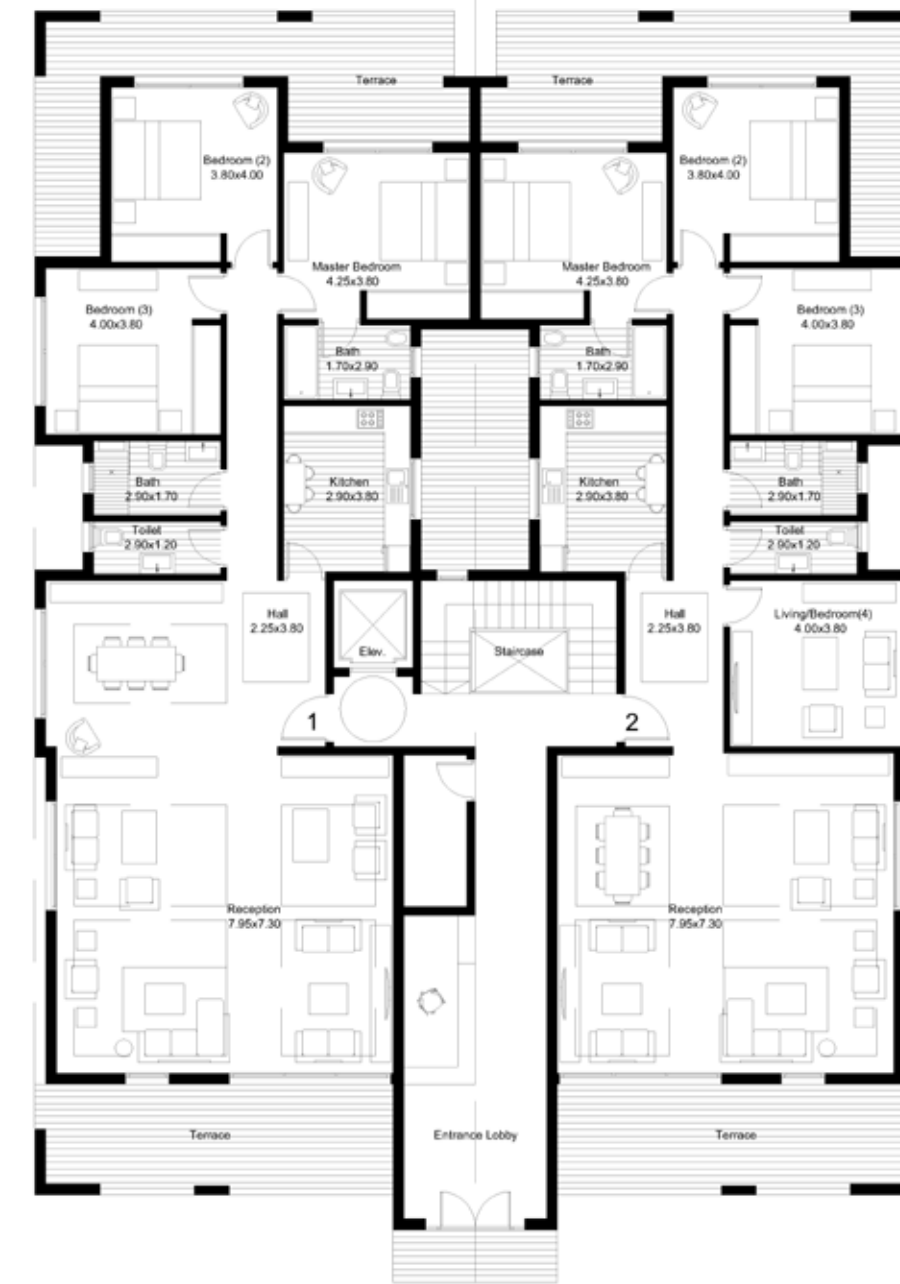 Terrace
Terrace
Bedroom (2)
3.80x4.00
Bedroom (2)
3.80x4.00
Master Bedroom
4.25x3.80
Master Bedroom
4.25x3.80
Bedroom (3)
4.00x3.80
Bedroom (3)
4.00x3.80
Bath
1.70x2.90
Bath
1.70x2.90
Bath
2.90x1.70
Kitchen
2.90x3.80
Kitchen
2.90x3.80
Bath
2.90x1.70
Toilet
2.90x1.20
Toilet
2.90x1.20
Hall
2.25x3.80
Hall
2.25x3.80
Living/Bedroom(4)
4.00x3.80
Elev.
Staircase
1
2
Reception
7.95x7.30
Reception
7.95x7.30
Terrace
Entrance Lobby
Terrace